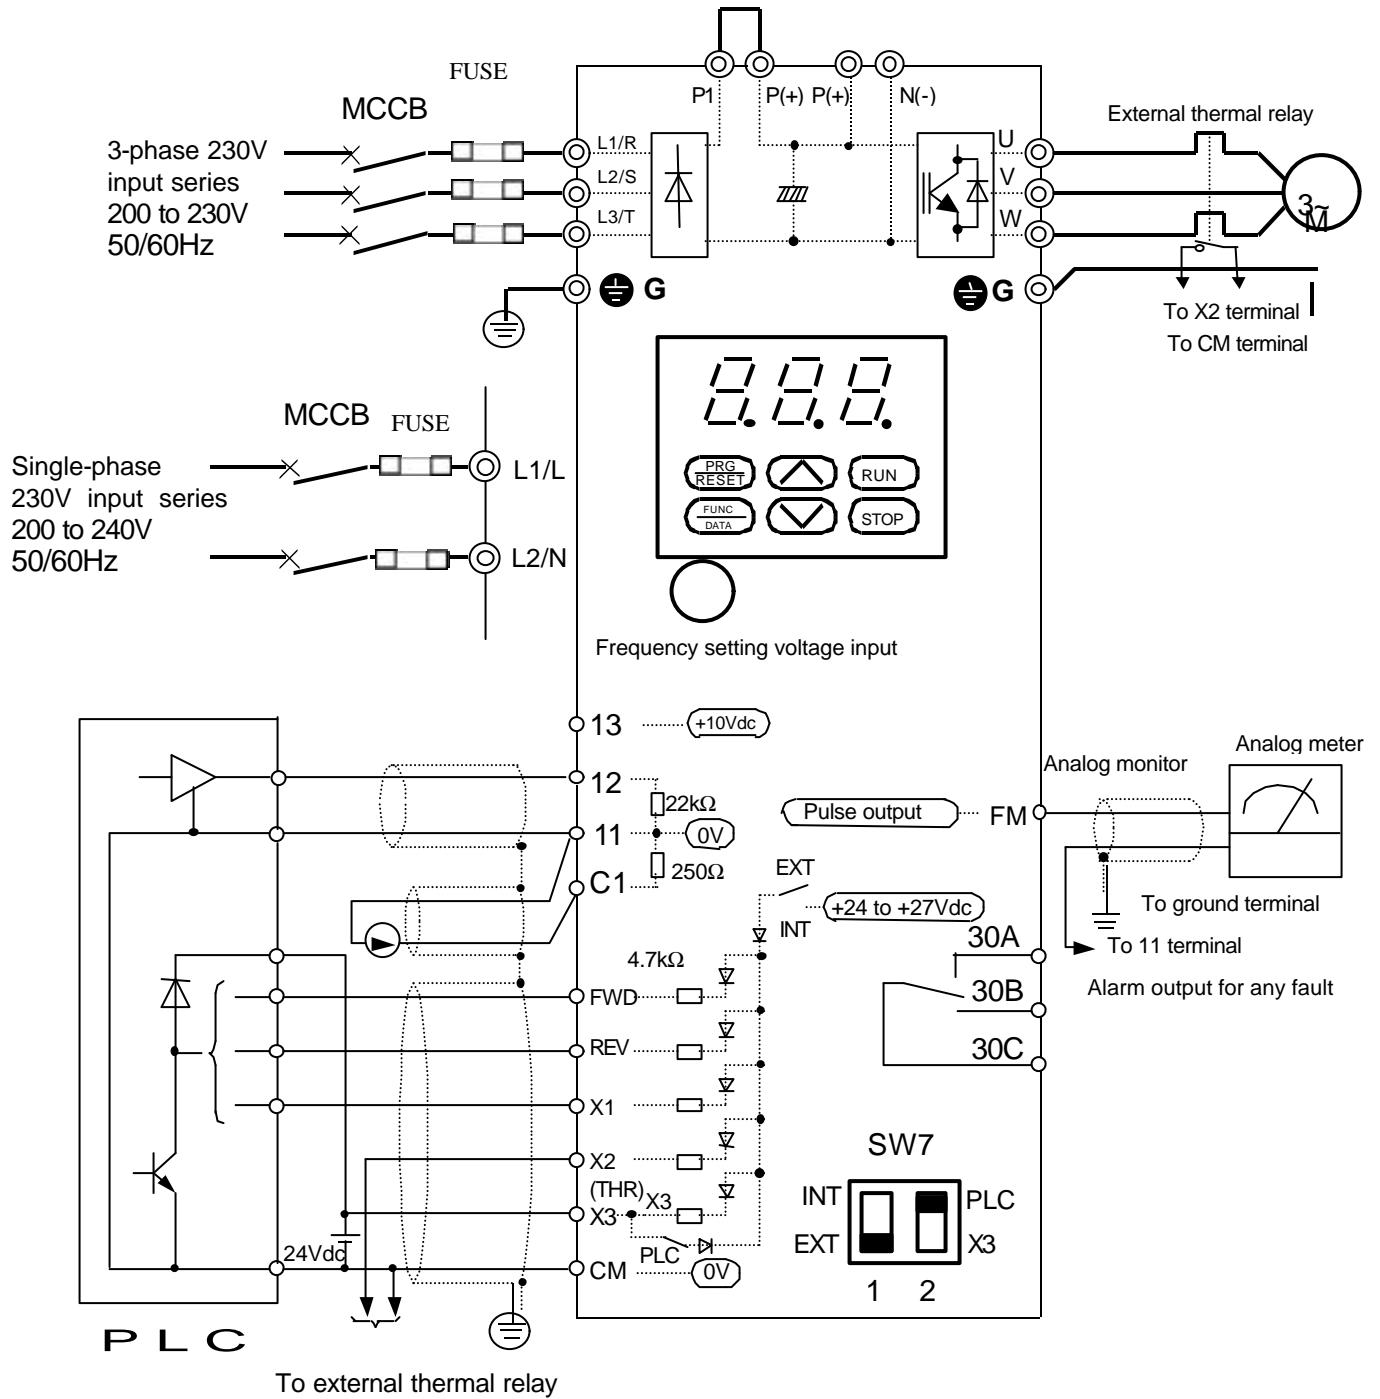 FUSE
MCCB
P1 P(+) P(+) N(-)
External thermal relay
3-phase 230V
input series
200 to 230V
50/60Hz
L1/R
L2/S
L3/T
U
V
W
3~
M
G
G
To X2 terminal
To CM terminal
MCCB
FUSE
Single-phase
230V input series
200 to 240V
50/60Hz
L1/L
L2/N
8.8.8.
PRG
RESET
RUN
FUNC
DATA
STOP
Frequency setting voltage input
13
+10Vdc
12
22kΩ
11
0V
C1
250Ω
Analog monitor
Analog meter
Pulse output
FM
EXT
INT
+24 to +27Vdc
To ground terminal
To 11 terminal
30A
30B
30C
Alarm output for any fault
4.7kΩ
FWD
REV
X1
X2
(THR)
X3
X3
PLC
CM
0V
24Vdc
SW7
INT
PLC
EXT
X3
1 2
PLC
To external thermal relay